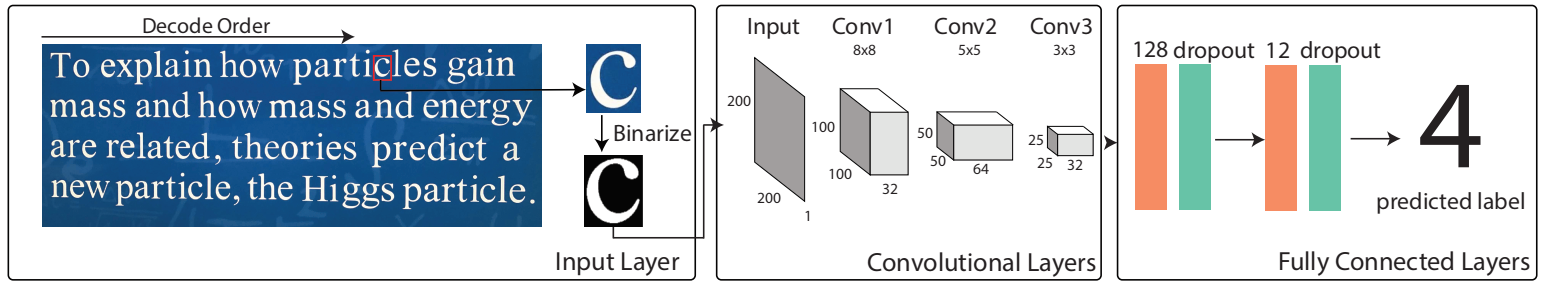 Decode Order
To explain how particles gain
mass and how mass and energy
are related, theories predict a
new particle, the Higgs particle.
C
Binarize
C
Input Layer
Input Conv1 Conv2 Conv3
8x8 5x5 3x3
200
200
1
100
100
32
50
50
64
25
25
32
Convolutional Layers
128 dropout 12 dropout
4
predicted label
Fully Connected Layers